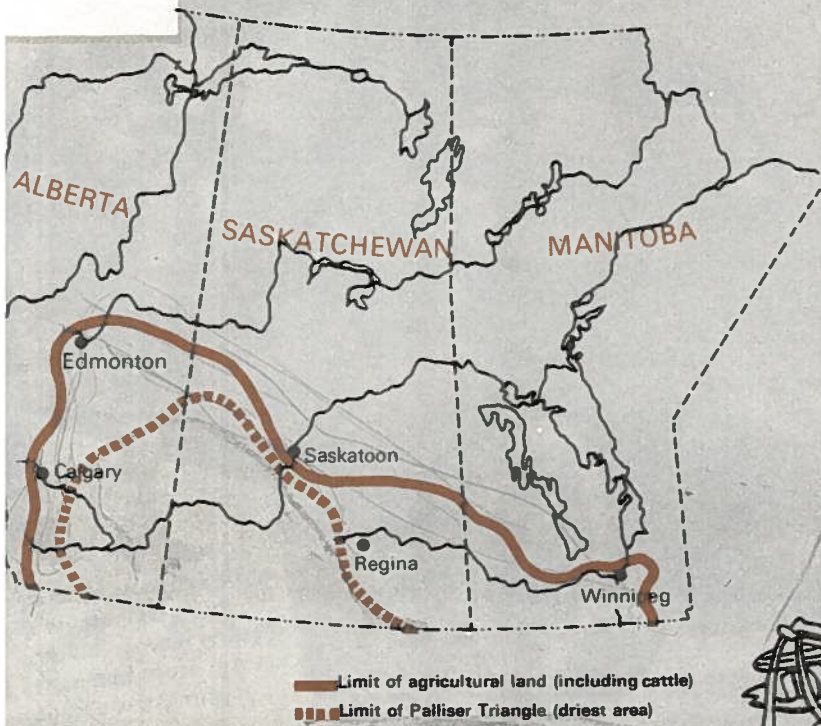 ALBERTA
SASKATCHEWAN
MANITOBA
Edmonton
Saskatoon
Calgary
Regina
Winnipeg
Limit of agricultural land (including cattle)
Limit of Palliser Triangle (driest area)